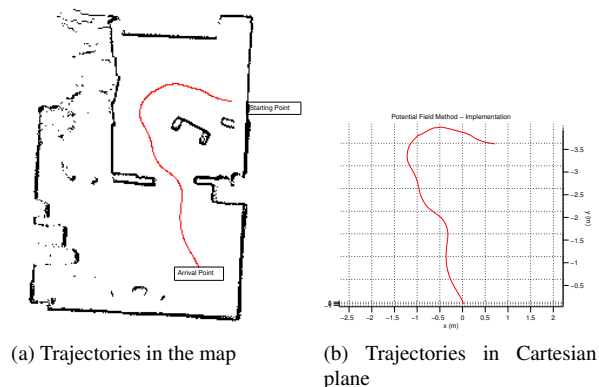 Starting Point
Arrival Point
(a) Trajectories in the map
Potential Field Method – Implementation
−3.5
−3
−2.5
−2
−1.5
−1
−0.5
y (m)
−2.5 −2 −1.5 −1 −0.5 0 0.5 1 1.5 2
x (m)
(b) Trajectories in Cartesian
plane